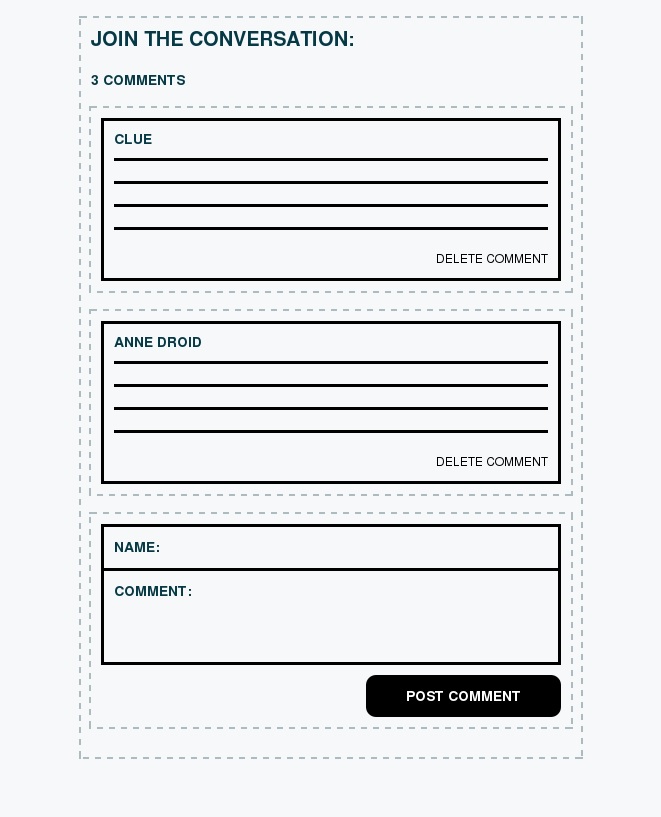 JOIN THE CONVERSATION:
3 COMMENTS
CLUE
DELETE COMMENT
ANNE DROID
DELETE COMMENT
NAME:
COMMENT:
POST COMMENT